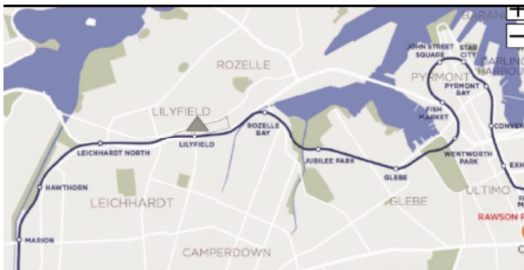 JOHN STREET
SQUARE
STAR
CITY
ROZELLE
PYRMONT
PYRMONT
BAY
LILYFIELD
FISH
MARKET
ROZELLE
BAY
LEICHHARDT NORTH
LILYFIELD
JUBILEE PARK
WENTWORTH
PARK
GLEBE
HAWTHORN
ULTIMO
LEICHHARDT
GLEBE
MARION
CAMPERDOWN